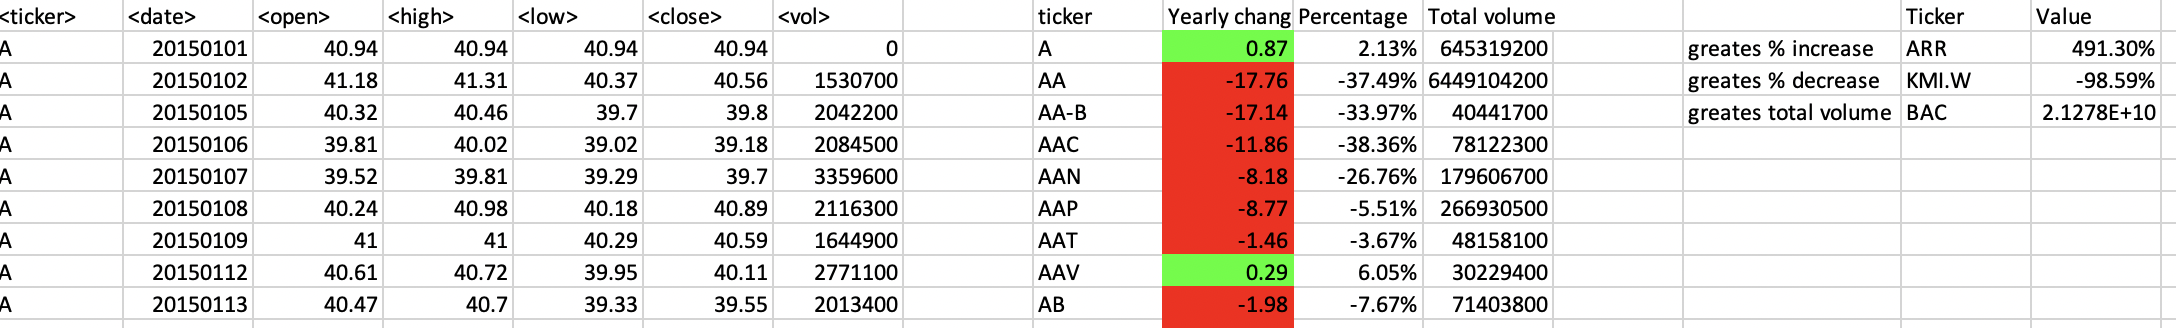 <ticker> <date> <open> <high> <low> <close> <vol> ticker Yearly chang Percentage Total volume Ticker Value
A 20150101 40.94 40.94 40.94 40.94 0 A 0.87 2.13% 645319200 greates % increase ARR 491.30%
A 20150102 41.18 41.31 40.37 40.56 1530700 AA -17.76 -37.49% 6449104200 greates % decrease KMI.W -98.59%
A 20150105 40.32 40.46 39.7 39.8 2042200 AA-B -17.14 -33.97% 40441700 greates total volume BAC 2.1278E+10
A 20150106 39.81 40.02 39.02 39.18 2084500 AAC -11.86 -38.36% 78122300
A 20150107 39.52 39.81 39.29 39.7 3359600 AAN -8.18 -26.76% 179606700
A 20150108 40.24 40.98 40.18 40.89 2116300 AAP -8.77 -5.51% 266930500
A 20150109 41 41 40.29 40.59 1644900 AAT -1.46 -3.67% 48158100
A 20150112 40.61 40.72 39.95 40.11 2771100 AAV 0.29 6.05% 30229400
A 20150113 40.47 40.7 39.33 39.55 2013400 AB -1.98 -7.67% 71403800